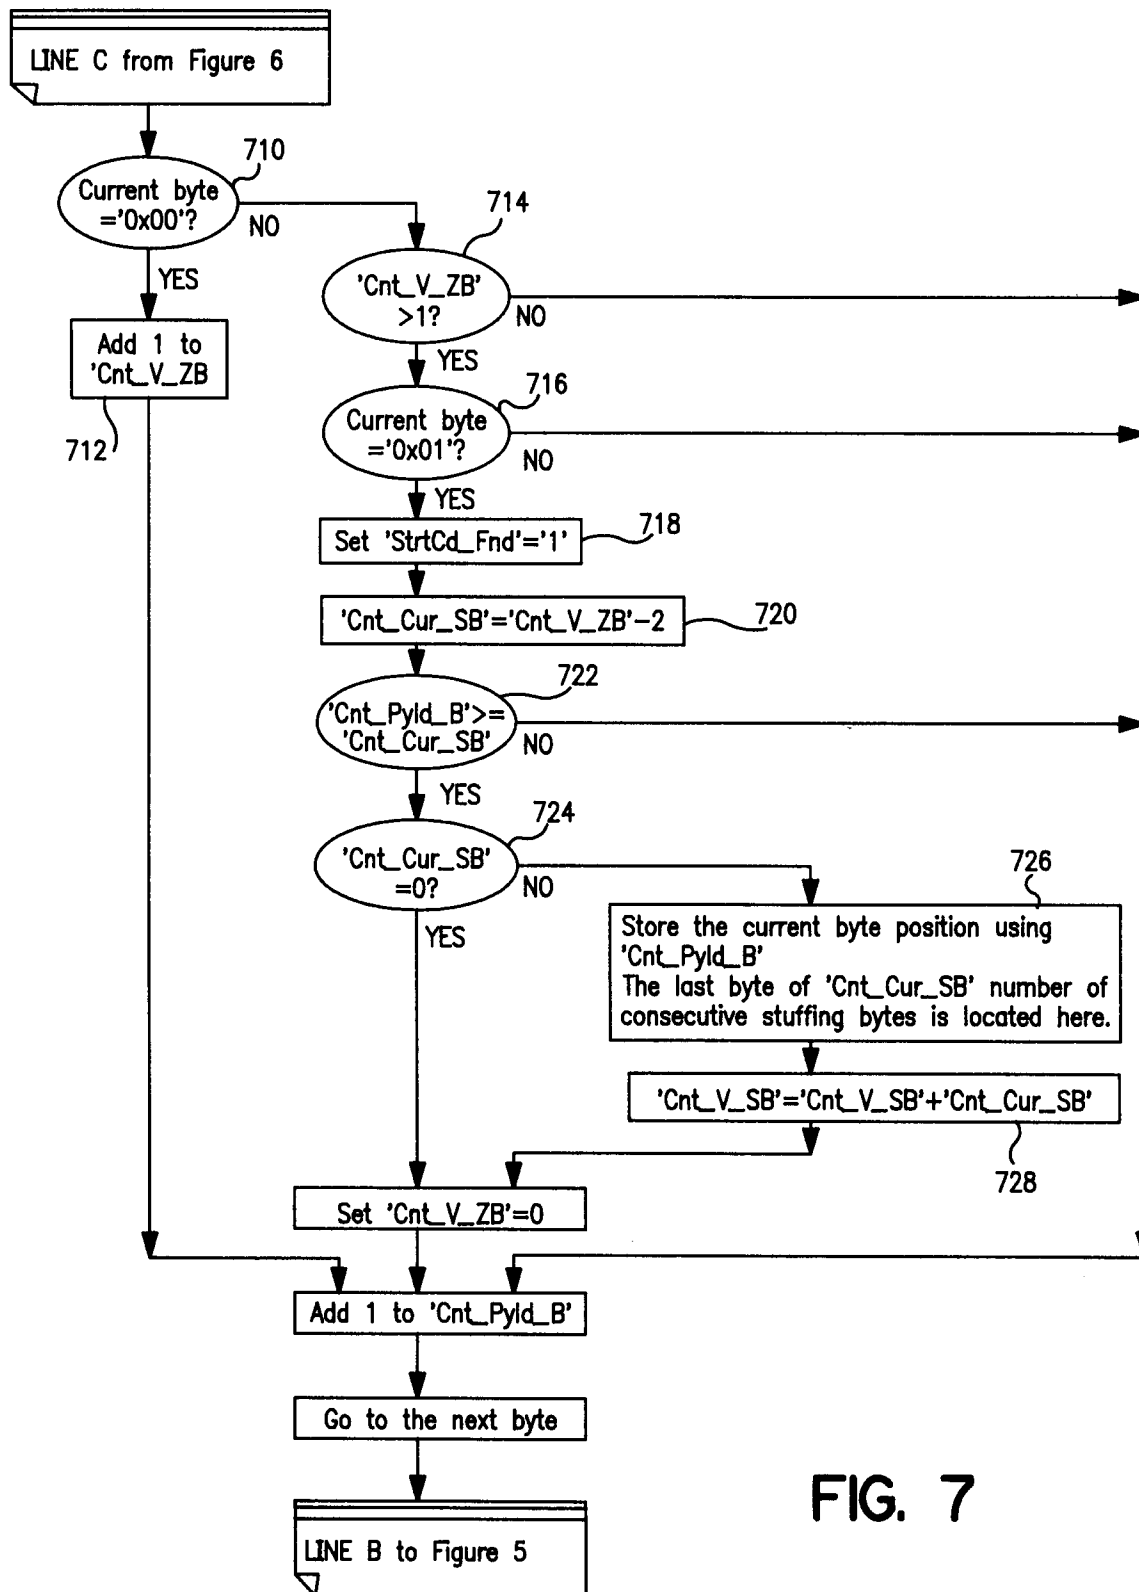 LINE C from Figure 6
710
Current byte
='0x00'?
NO
714
YES
'Cnt_V_ZB'
>1?
NO
Add 1 to
'Cnt_V_ZB
YES
712
716
Current byte
='0x01'?
NO
YES
Set 'StrtCd_Fnd'='1'
718
'Cnt_Cur_SB'='Cnt_V_ZB'-2
720
722
'Cnt_Pyld_B'>=
'Cnt_Cur_SB'
NO
YES
724
'Cnt_Cur_SB'
=0?
NO
YES
726
Store the current byte position using
'Cnt_Pyld_B'
The last byte of 'Cnt_Cur_SB' number of
consecutive stuffing bytes is located here.
'Cnt_V_SB'='Cnt_V_SB'+'Cnt_Cur_SB'
728
Set 'Cnt_V_ZB'=0
Add 1 to 'Cnt_Pyld_B'
Go to the next byte
LINE B to Figure 5
FIG. 7